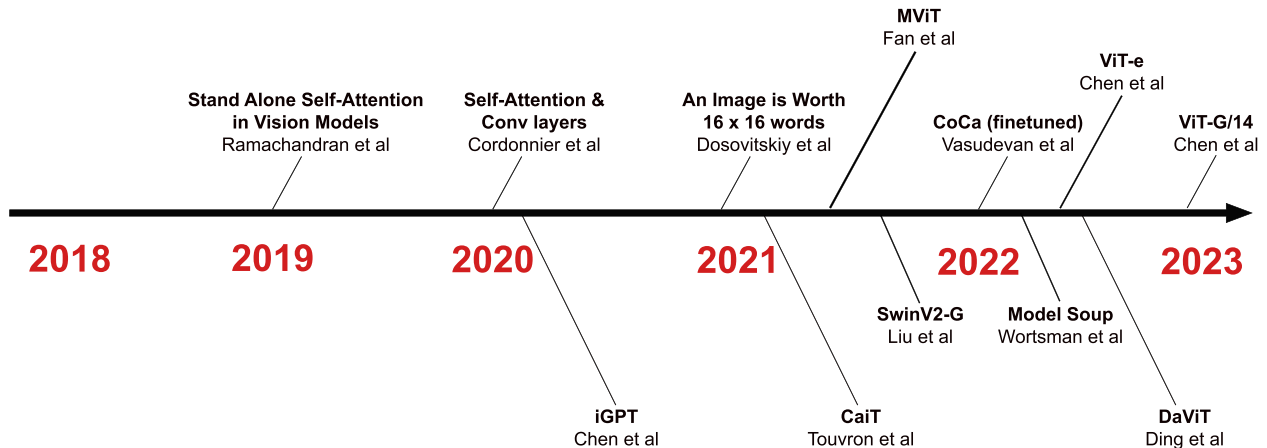 MViT
Fan et al
ViT-e
Chen et al
Stand Alone Self-Attention
in Vision Models
Ramachandran et al
Self-Attention &
Conv layers
Cordonnier et al
An Image is Worth
16 x 16 words
Dosovitskiy et al
CoCa (finetuned)
Vasudevan et al
ViT-G/14
Chen et al
2018
2019
2020
2021
2022
2023
SwinV2-G
Liu et al
Model Soup
Wortsman et al
iGPT
Chen et al
CaiT
Touvron et al
DaViT
Ding et al